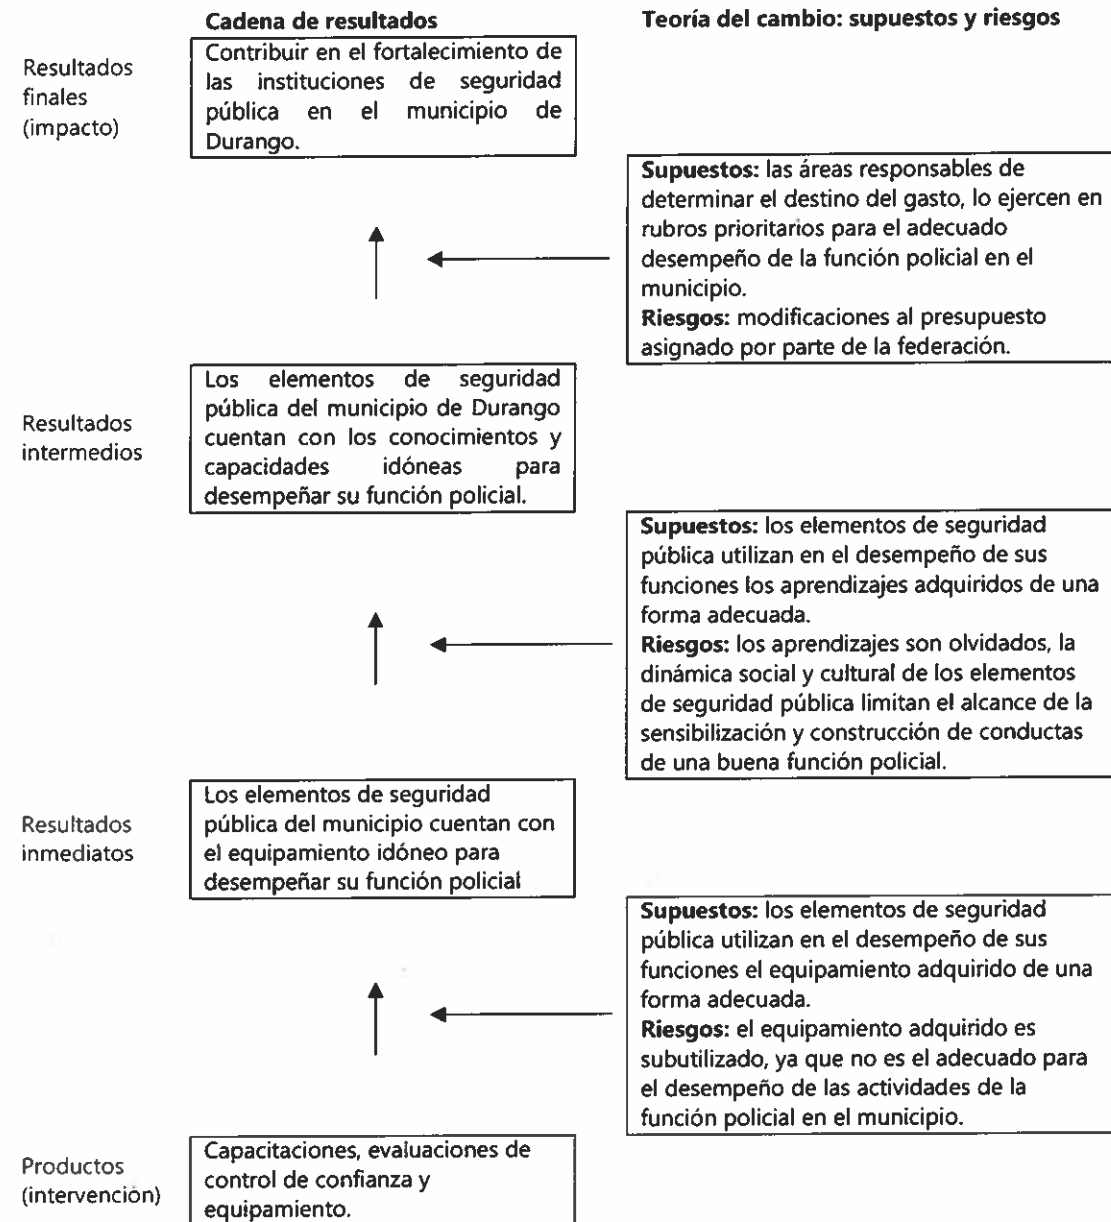 Cadena de resultados
Teoría del cambio: supuestos y riesgos
Resultados
finales
(impacto)
Contribuir en el fortalecimiento de
las instituciones de seguridad
pública en el municipio de
Durango.
Supuestos: las áreas responsables de
determinar el destino del gasto, lo ejercen en
rubros prioritarios para el adecuado
desempeño de la función policial en el
municipio.
Riesgos: modificaciones al presupuesto
asignado por parte de la federación.
Resultados
intermedios
Los elementos de seguridad
pública del municipio de Durango
cuentan con los conocimientos y
capacidades idóneas para
desempeñar su función policial.
Supuestos: los elementos de seguridad
pública utilizan en el desempeño de sus
funciones los aprendizajes adquiridos de una
forma adecuada.
Riesgos: los aprendizajes son olvidados, la
dinámica social y cultural de los elementos
de seguridad pública limitan el alcance de la
sensibilización y construcción de conductas
de una buena función policial.
Resultados
inmediatos
Los elementos de seguridad
pública del municipio cuentan con
el equipamiento idóneo para
desempeñar su función policial
Supuestos: los elementos de seguridad
pública utilizan en el desempeño de sus
funciones el equipamiento adquirido de una
forma adecuada.
Riesgos: el equipamiento adquirido es
subutilizado, ya que no es el adecuado para
el desempeño de las actividades de la
función policial en el municipio.
Productos
(intervención)
Capacitaciones, evaluaciones de
control de confianza y
equipamiento.